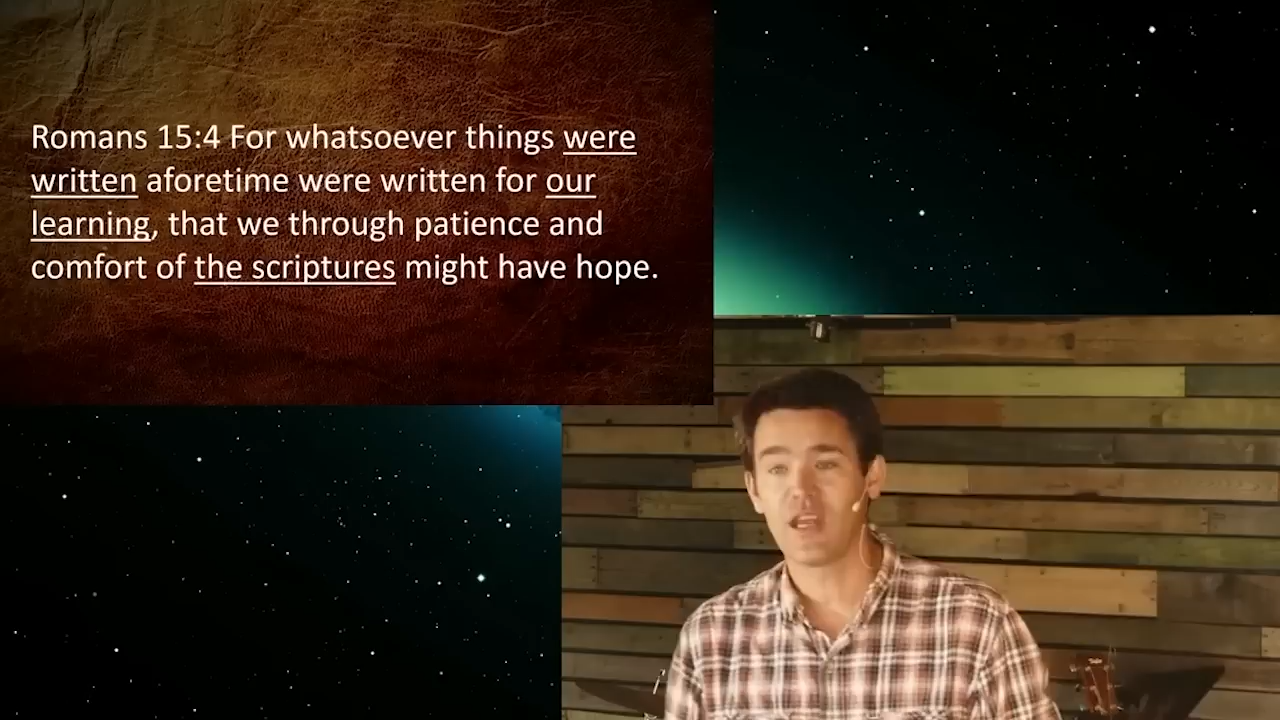 Romans 15:4 For whatsoever things were
written aforetime were written for our
learning, that we through patience and
comfort of the scriptures might have hope.